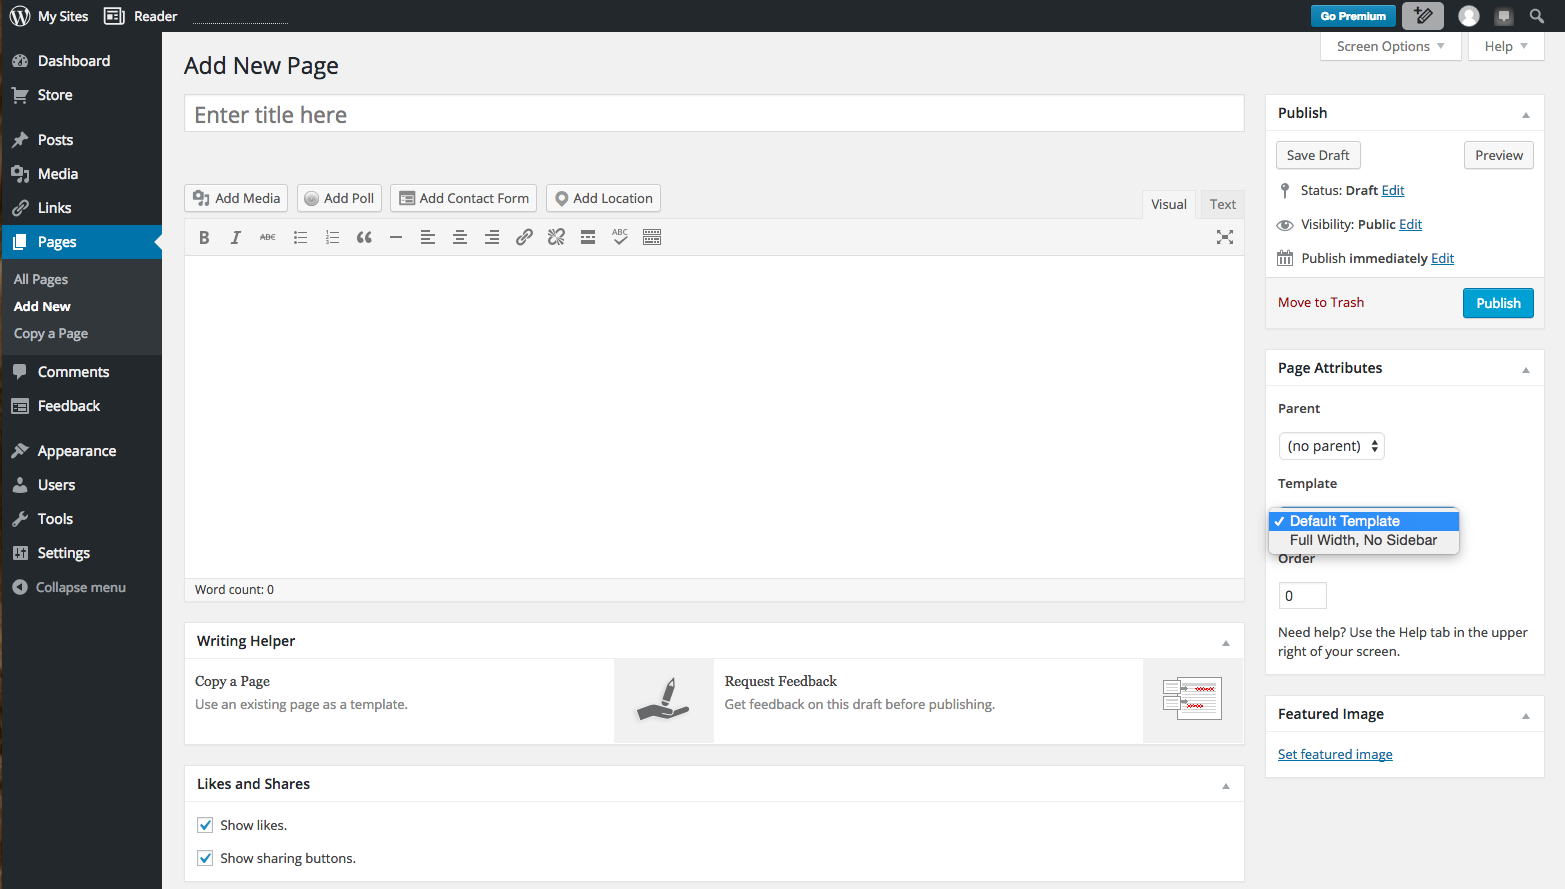 My Sites
Reader
Go Premium
Screen Options
Help
Dashboard
Store
Posts
Media
Links
Pages
All Pages
Add New
Copy a Page
Comments
Feedback
Appearance
Users
Tools
Settings
Collapse menu
Add New Page
Enter title here
Add Media
Add Poll
Add Contact Form
Add Location
Visual
Text
B I ABC
ABC
Word count: 0
Writing Helper
Copy a Page
Use an existing page as a template.
Request Feedback
Get feedback on this draft before publishing.
Likes and Shares
Show likes.
Show sharing buttons.
Publish
Save Draft
Preview
Status: Draft Edit
Visibility: Public Edit
Publish immediately Edit
Move to Trash
Publish
Page Attributes
Parent
(no parent)
Template
Default Template
Full Width, No Sidebar
Order
0
Need help? Use the Help tab in the upper
right of your screen.
Featured Image
Set featured image